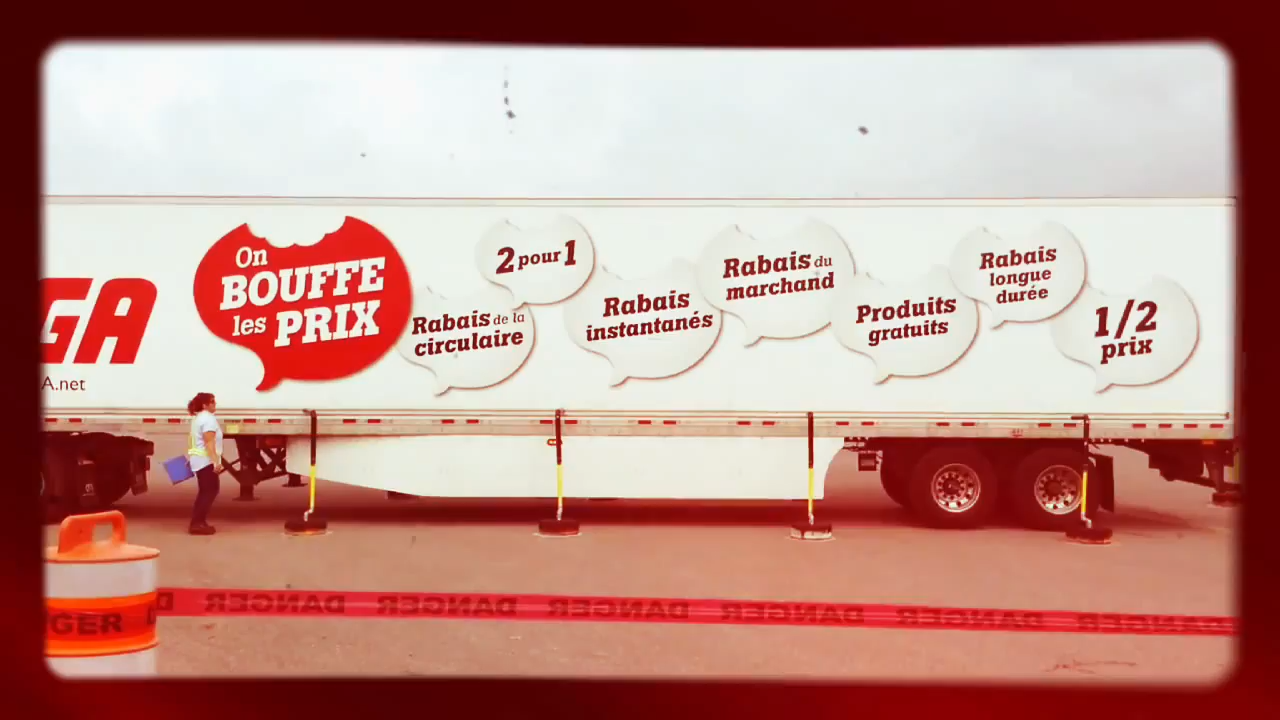 GA
A.net
On
BOUFFE
les PRIX
Rabais de la
circulaire
2 pour 1
Rabais
instantanés
Rabais du
marchand
Produits
gratuits
Rabais
longue
durée
1/2
prix
NGER D
DANGER DANGER DANGER DANGER DANGER DANGER